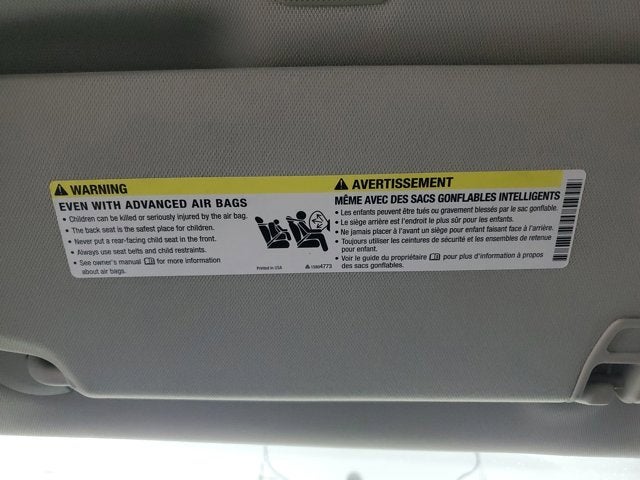 WARNING
EVEN WITH ADVANCED AIR BAGS
• Children can be killed or seriously injured by the air bag.
• The back seat is the safest place for children.
• Never put a rear-facing child seat in the front.
• Always use seat belts and child restraints.
• See owner's manual for more information
about air bags.
Printed in USA
AVERTISSEMENT
MÊME AVEC DES SACS GONFLABLES INTELLIGENTS
• Les enfants peuvent être tués ou gravement blessés par le sac gonflable.
• Le siège arrière est l'endroit le plus sûr pour les enfants.
• Ne jamais placer à l'avant un siège pour enfant faisant face à l'arrière.
• Toujours utiliser les ceintures de sécurité et les ensembles de retenue
pour enfant.
• Voir le guide du propriétaire pour plus d'information à propos
des sacs gonflables.